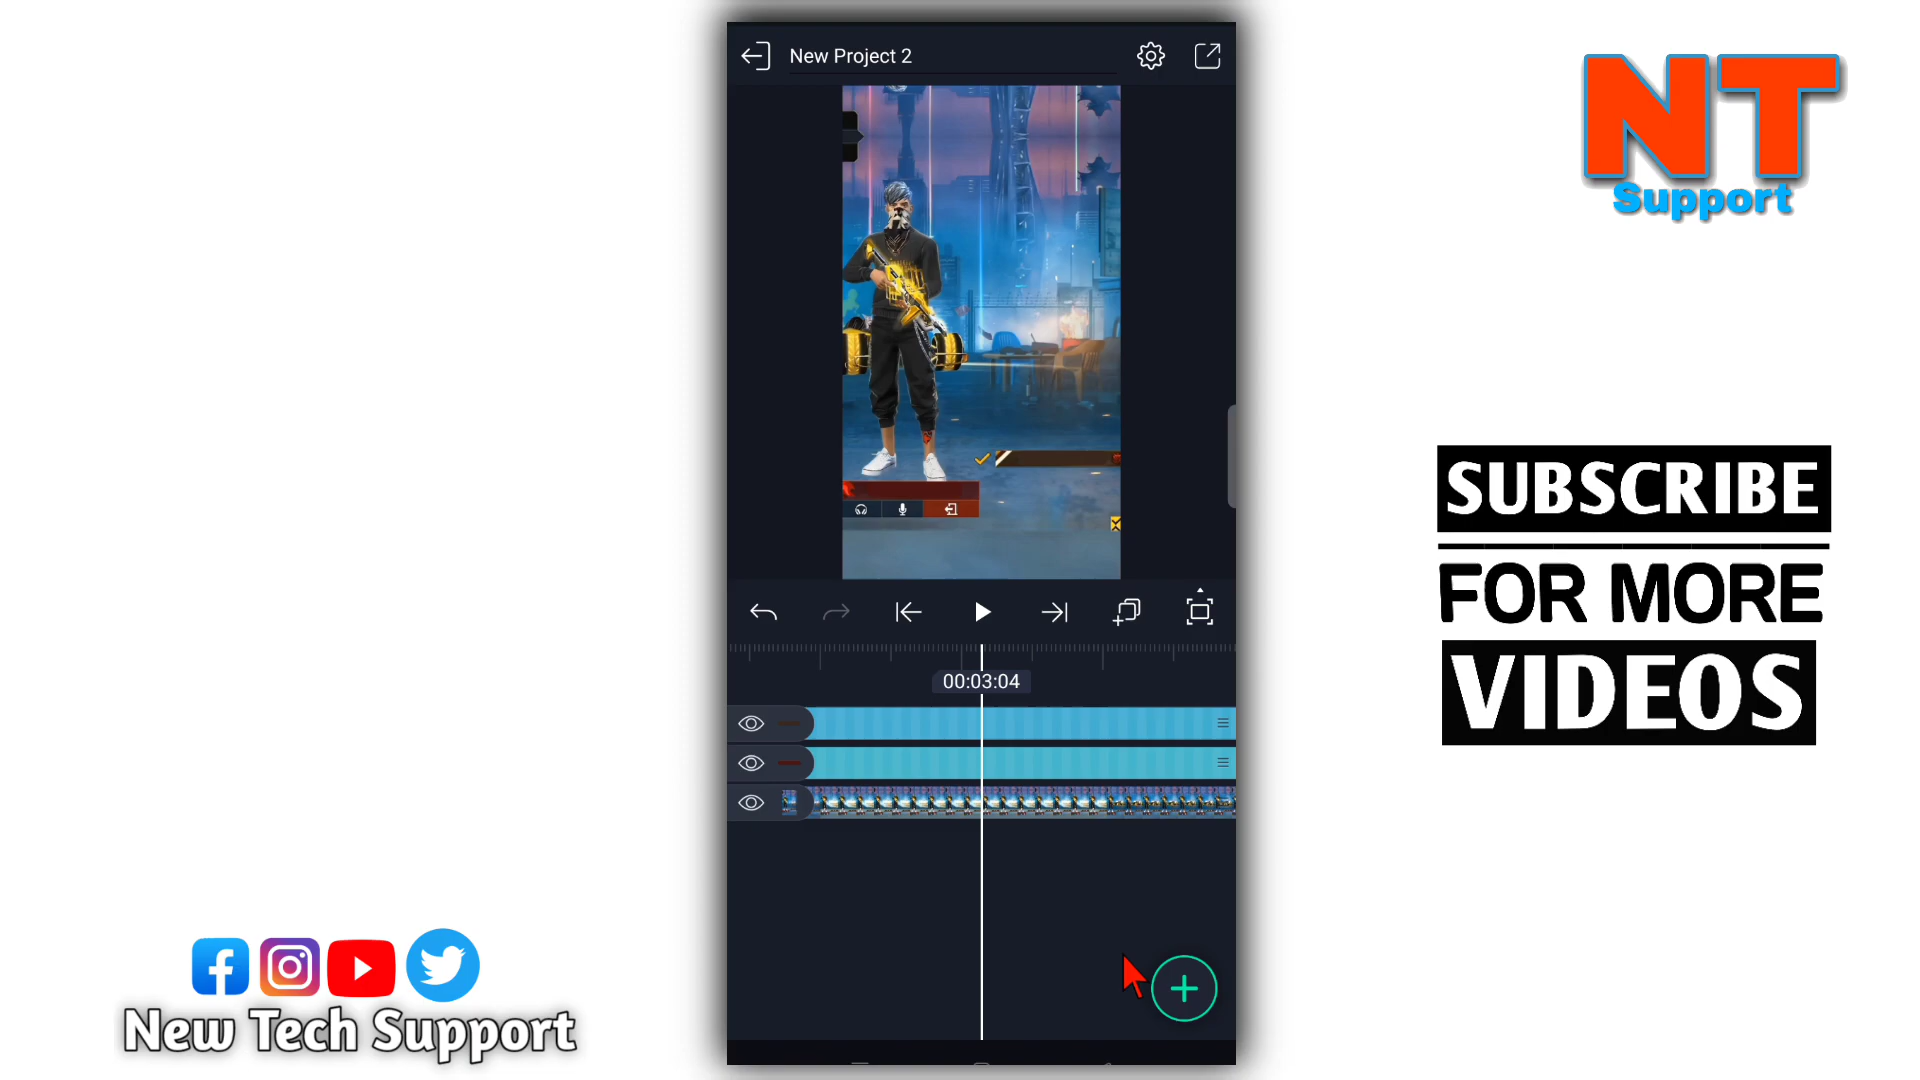 New Project 2
NT
Support
SUBSCRIBE
FOR MORE
VIDEOS
00:03:04
New Tech Support